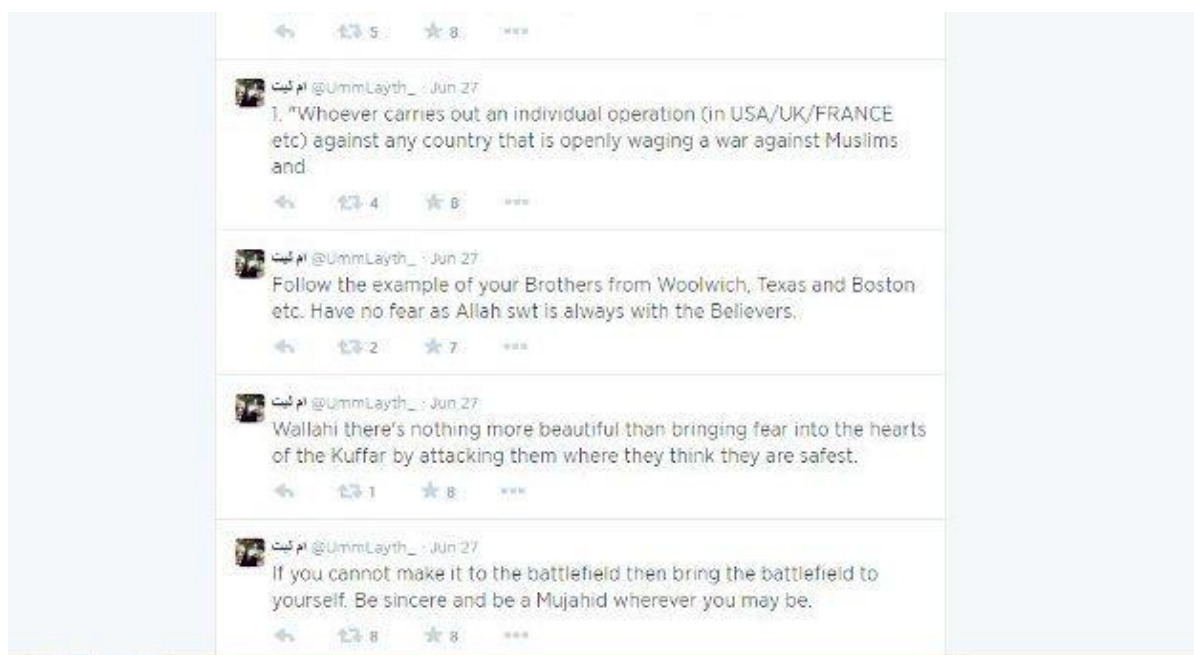 5 8
ام ليث @UmmLayth_ · Jun 27
1. "Whoever carries out an individual operation (in USA/UK/FRANCE
etc) against any country that is openly waging a war against Muslims
and
4 8
ام ليث @UmmLayth_ · Jun 27
Follow the example of your Brothers from Woolwich, Texas and Boston
etc. Have no fear as Allah swt is always with the Believers.
2 7
ام ليث @UmmLayth_ · Jun 27
Wallahi there's nothing more beautiful than bringing fear into the hearts
of the Kuffar by attacking them where they think they are safest.
1 8
ام ليث @UmmLayth_ · Jun 27
If you cannot make it to the battlefield then bring the battlefield to
yourself. Be sincere and be a Mujahid wherever you may be.
8 8